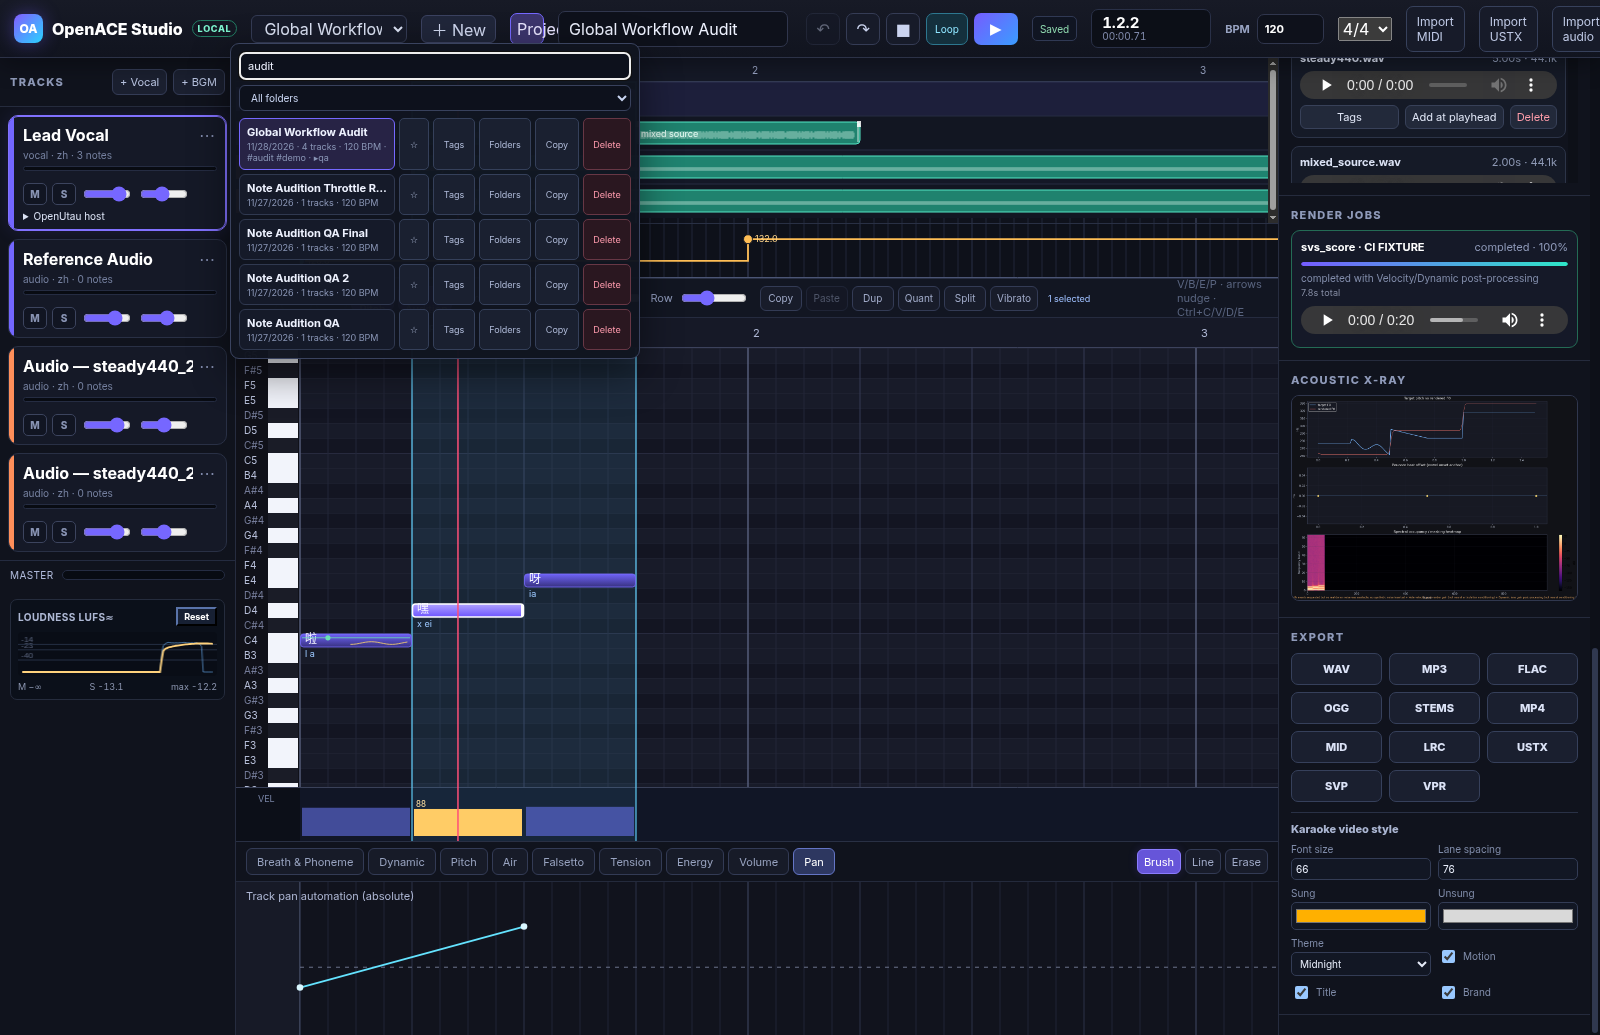 OA OpenACE Studio LOCAL Global Workflow + New Projec Global Workflow Audit Loop Saved 1.2.2 00:00.71 BPM 120 4/4 Import MIDI Import USTX Import audio
TRACKS + Vocal + BGM
Lead Vocal
vocal · zh · 3 notes
M S
▸ OpenUtau host
Reference Audio
audio · zh · 0 notes
M S
Audio — steady440_2
audio · zh · 0 notes
M S
Audio — steady440_2
audio · zh · 0 notes
M S
MASTER
LOUDNESS LUFS≈ Reset
-14
-23
-40
M −∞ S -13.1 max -12.2
audit
All folders
Global Workflow Audit
11/28/2026 · 4 tracks · 120 BPM ·
#audit #demo · ▸qa
☆ Tags Folders Copy Delete
Note Audition Throttle R...
11/27/2026 · 1 tracks · 120 BPM
☆ Tags Folders Copy Delete
Note Audition QA Final
11/27/2026 · 1 tracks · 120 BPM
☆ Tags Folders Copy Delete
Note Audition QA 2
11/27/2026 · 1 tracks · 120 BPM
☆ Tags Folders Copy Delete
Note Audition QA
11/27/2026 · 1 tracks · 120 BPM
☆ Tags Folders Copy Delete
2 3
mixed source
132.0
Row Copy Paste Dup Quant Split Vibrato 1 selected
V/B/E/P · arrows
nudge ·
Ctrl+C/V/D/E
2 3
F#5
F5
E5
D#5
D5
C#5
C5
B4
A#4
A4
G#4
G4
F#4
F4
E4 呀
D#4 ia
D4 嘿
C#4 x ei
C4 啦
B3 l a
A#3
A3
G#3
G3
F#3
F3
E3
D#3
VEL 88
Breath & Phoneme Dynamic Pitch Air Falsetto Tension Energy Volume Pan Brush Line Erase
Track pan automation (absolute)
steady440.wav 5.00s · 44.1k
0:00 / 0:00
Tags Add at playhead Delete
mixed_source.wav 2.00s · 44.1k
RENDER JOBS
svs_score · CI FIXTURE completed · 100%
completed with Velocity/Dynamic post-processing
7.8s total
0:00 / 0:20
ACOUSTIC X-RAY
EXPORT
WAV MP3 FLAC
OGG STEMS MP4
MID LRC USTX
SVP VPR
Karaoke video style
Font size Lane spacing
66 76
Sung Unsung
Theme
Midnight Motion
Title Brand